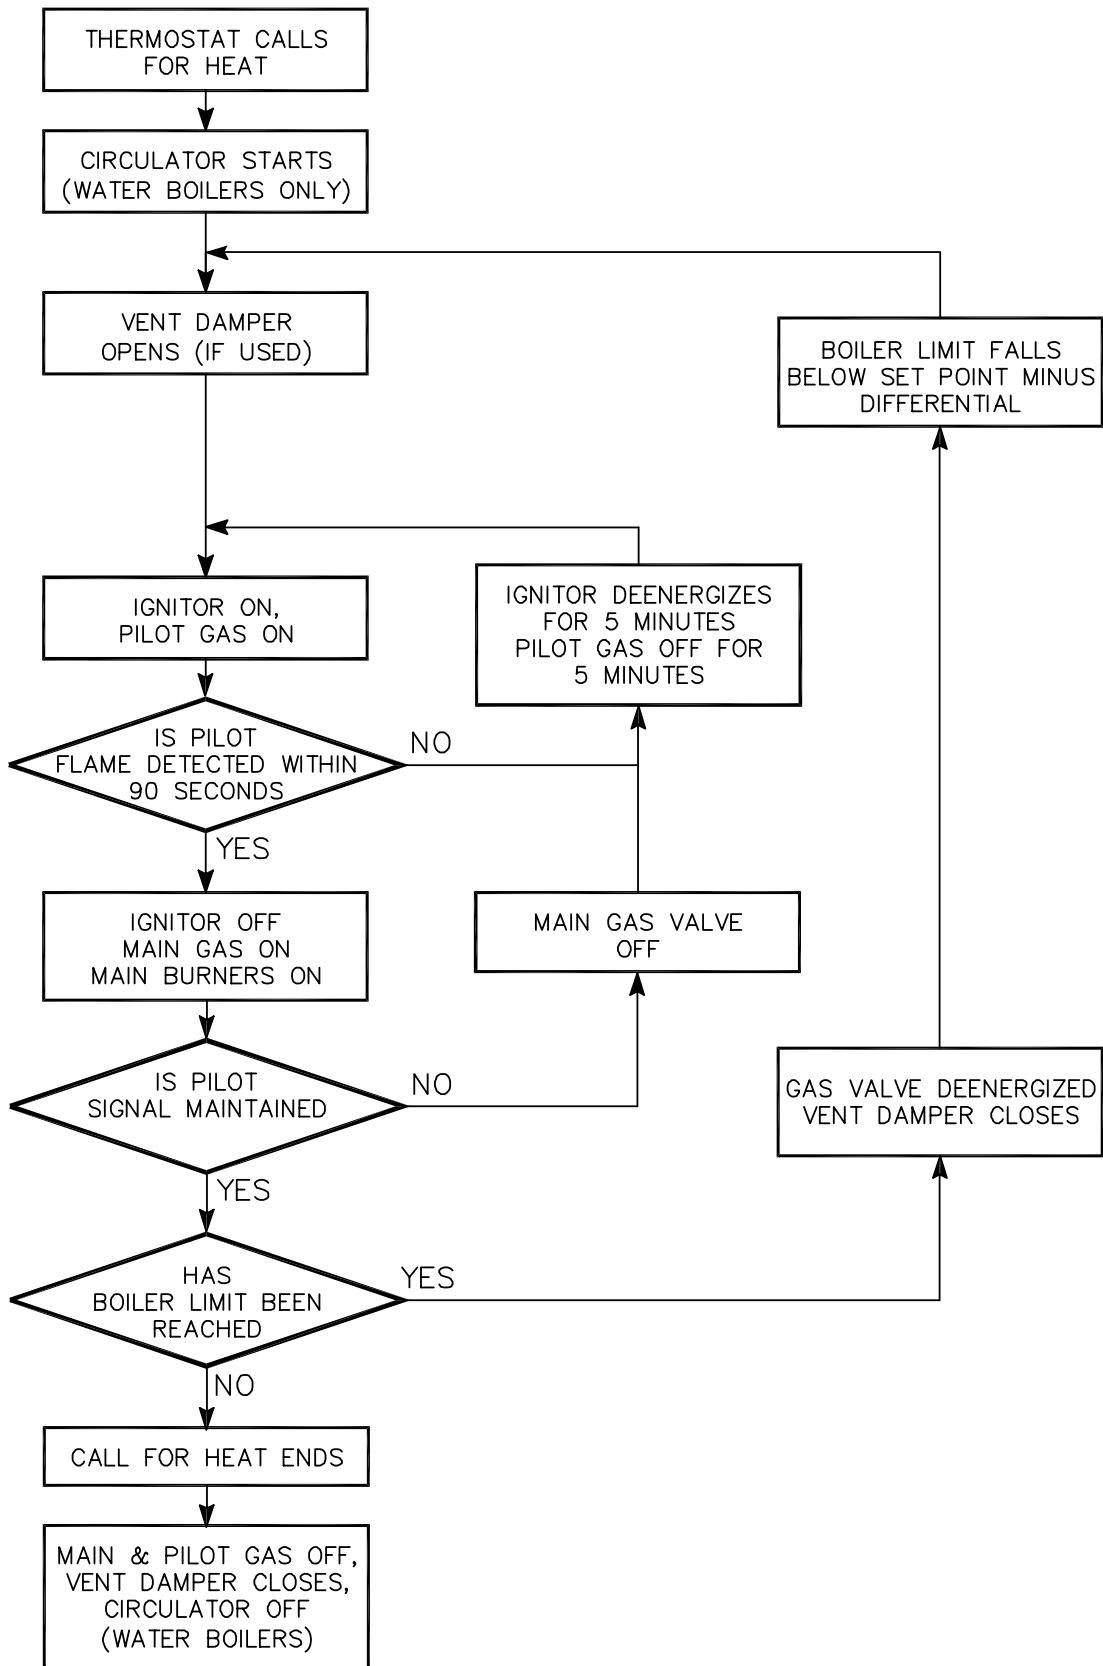 THERMOSTAT CALLS
FOR HEAT
CIRCULATOR STARTS
(WATER BOILERS ONLY)
VENT DAMPER
OPENS (IF USED)
BOILER LIMIT FALLS
BELOW SET POINT MINUS
DIFFERENTIAL
IGNITOR ON,
PILOT GAS ON
IGNITOR DEENERGIZES
FOR 5 MINUTES
PILOT GAS OFF FOR
5 MINUTES
IS PILOT
FLAME DETECTED WITHIN
90 SECONDS
NO
YES
IGNITOR OFF
MAIN GAS ON
MAIN BURNERS ON
MAIN GAS VALVE
OFF
IS PILOT
SIGNAL MAINTAINED
NO
YES
GAS VALVE DEENERGIZED
VENT DAMPER CLOSES
HAS
BOILER LIMIT BEEN
REACHED
YES
NO
CALL FOR HEAT ENDS
MAIN & PILOT GAS OFF,
VENT DAMPER CLOSES,
CIRCULATOR OFF
(WATER BOILERS)